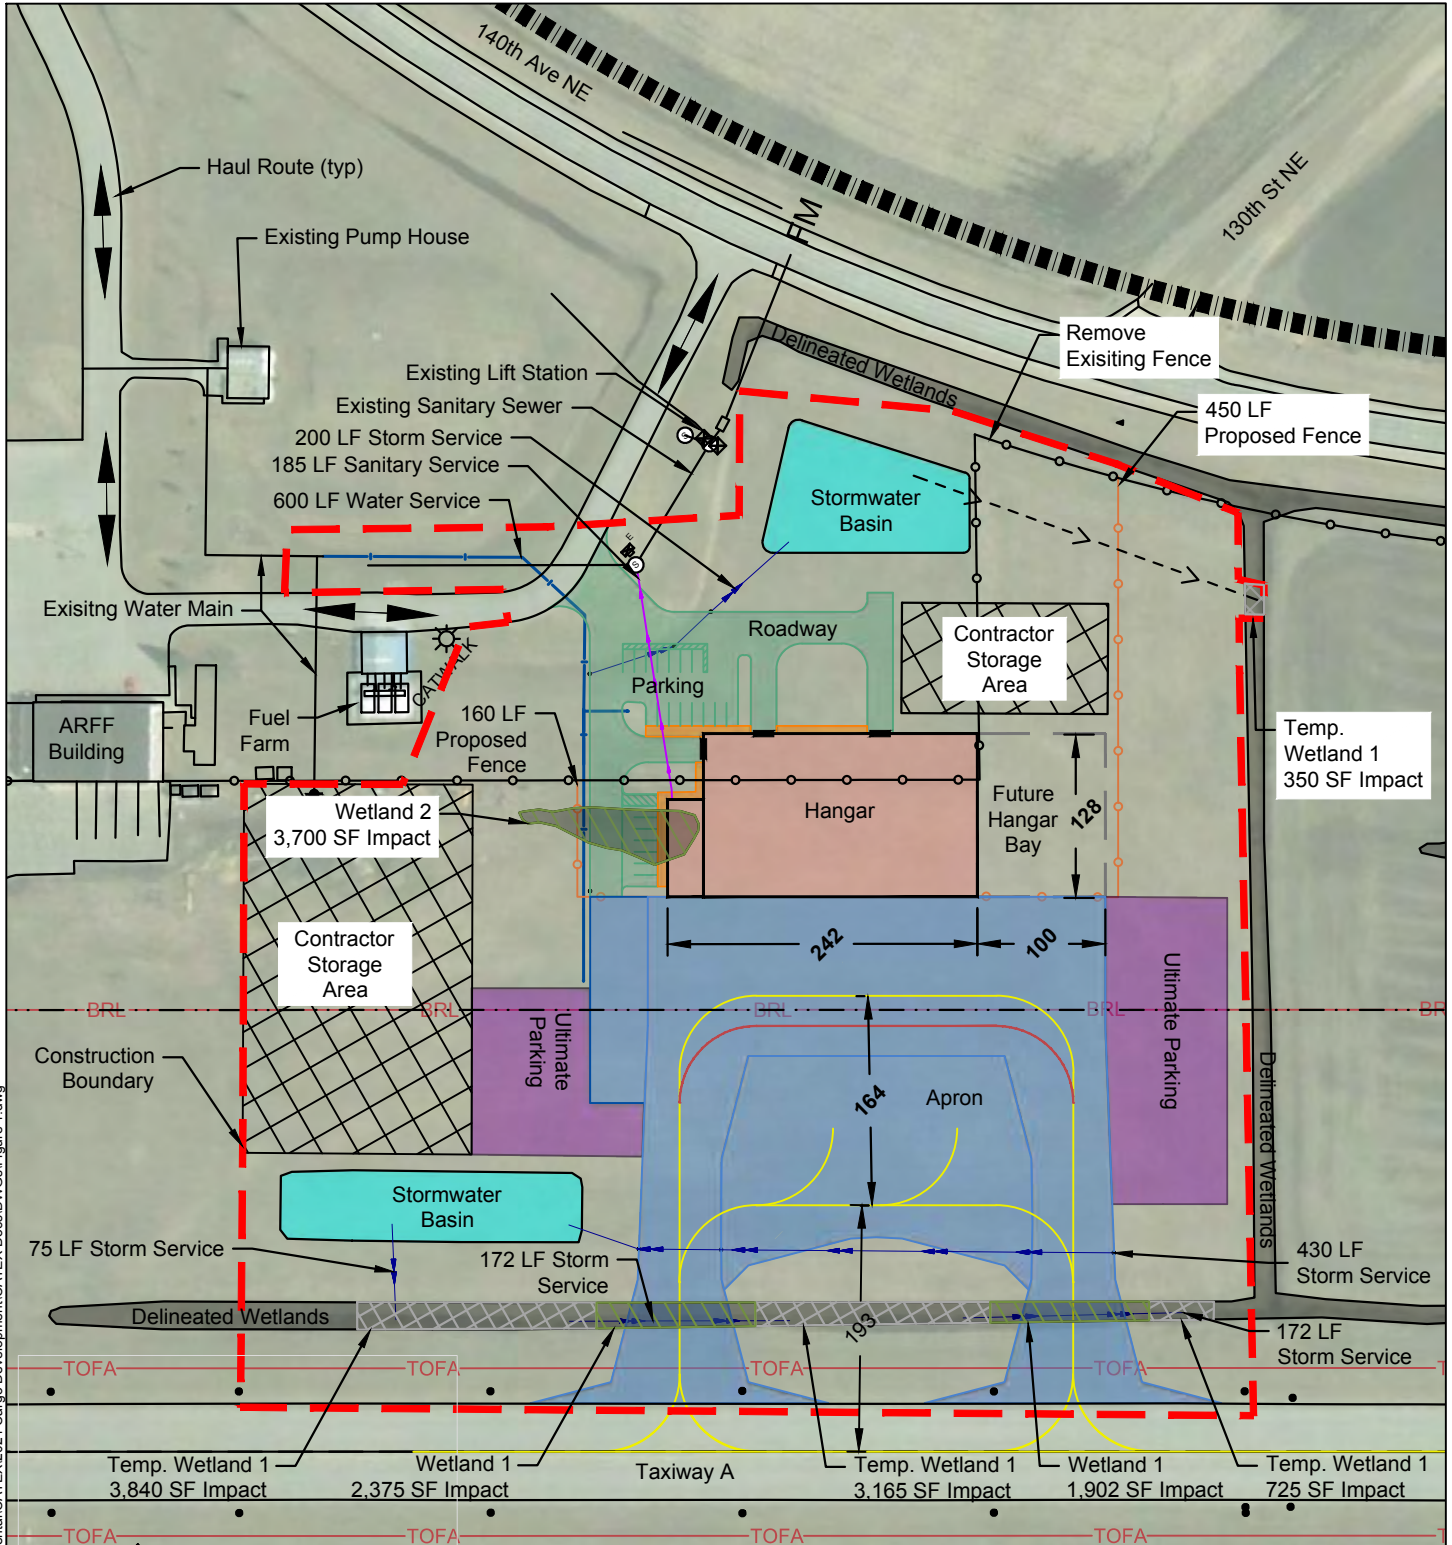 140th Ave NE
130th St NE
Haul Route (typ)
Existing Pump House
FM
Delineated Wetlands
Remove
Exisiting Fence
Existing Lift Station
Existing Sanitary Sewer
200 LF Storm Service
185 LF Sanitary Service
600 LF Water Service
450 LF
Proposed Fence
Stormwater
Basin
S
E
Exisitng Water Main
CATWALK
Roadway
Parking
Contractor
Storage
Area
ARFF
Building
Fuel
Farm
160 LF
Proposed
Fence
Temp.
Wetland 1
350 SF Impact
Wetland 2
3,700 SF Impact
Hangar
Future
Hangar
Bay
128
Contractor
Storage
Area
242
100
BRL
BRL
BRL
BRL
BR
Ultimate
Parking
Ultimate Parking
Construction
Boundary
164
Apron
Delineated Wetlands
Stormwater
Basin
75 LF Storm Service
172 LF Storm
Service
430 LF
Storm Service
Delineated Wetlands
193
172 LF
Storm Service
TOFA
TOFA
TOFA
TOFA
T
Temp. Wetland 1
3,840 SF Impact
Wetland 1
2,375 SF Impact
Taxiway A
Temp. Wetland 1
3,165 SF Impact
Wetland 1
1,902 SF Impact
Temp. Wetland 1
725 SF Impact
TOFA
TOFA
TOFA
TOFA
T